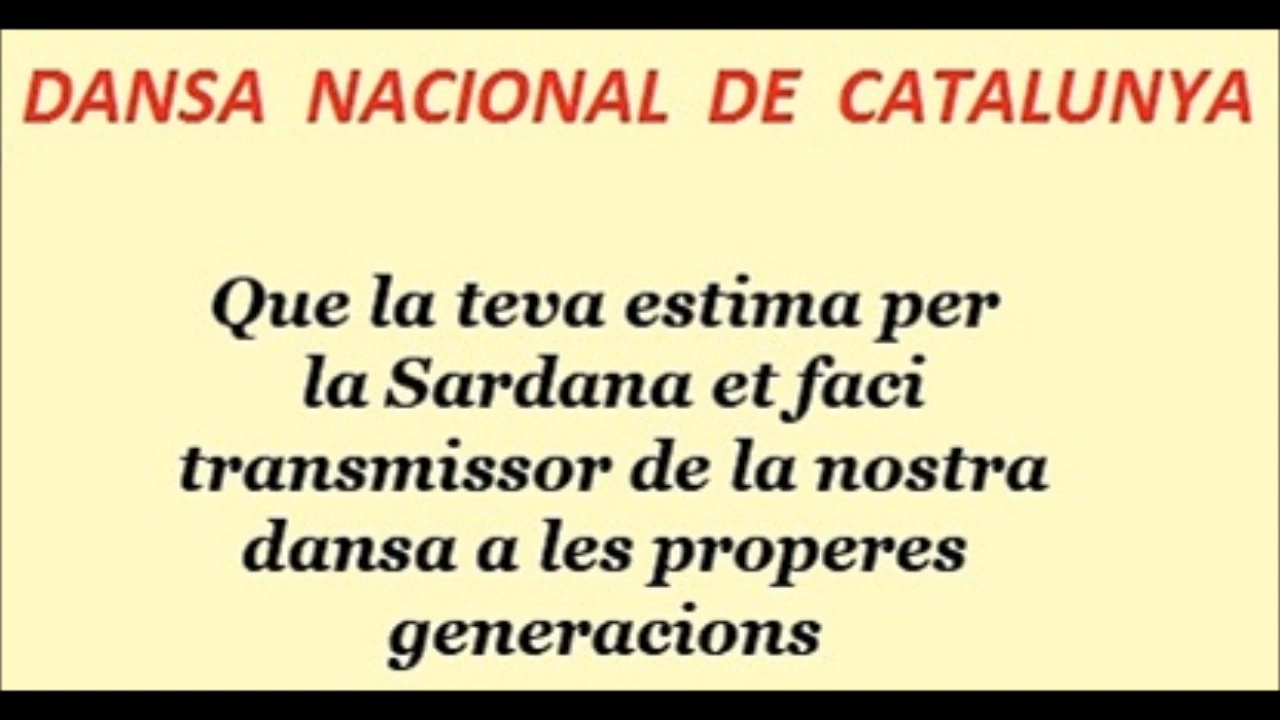 DANSA NACIONAL DE CATALUNYA
Que la teva estima per
la Sardana et faci
transmissor de la nostra
dansa a les properes
generacions